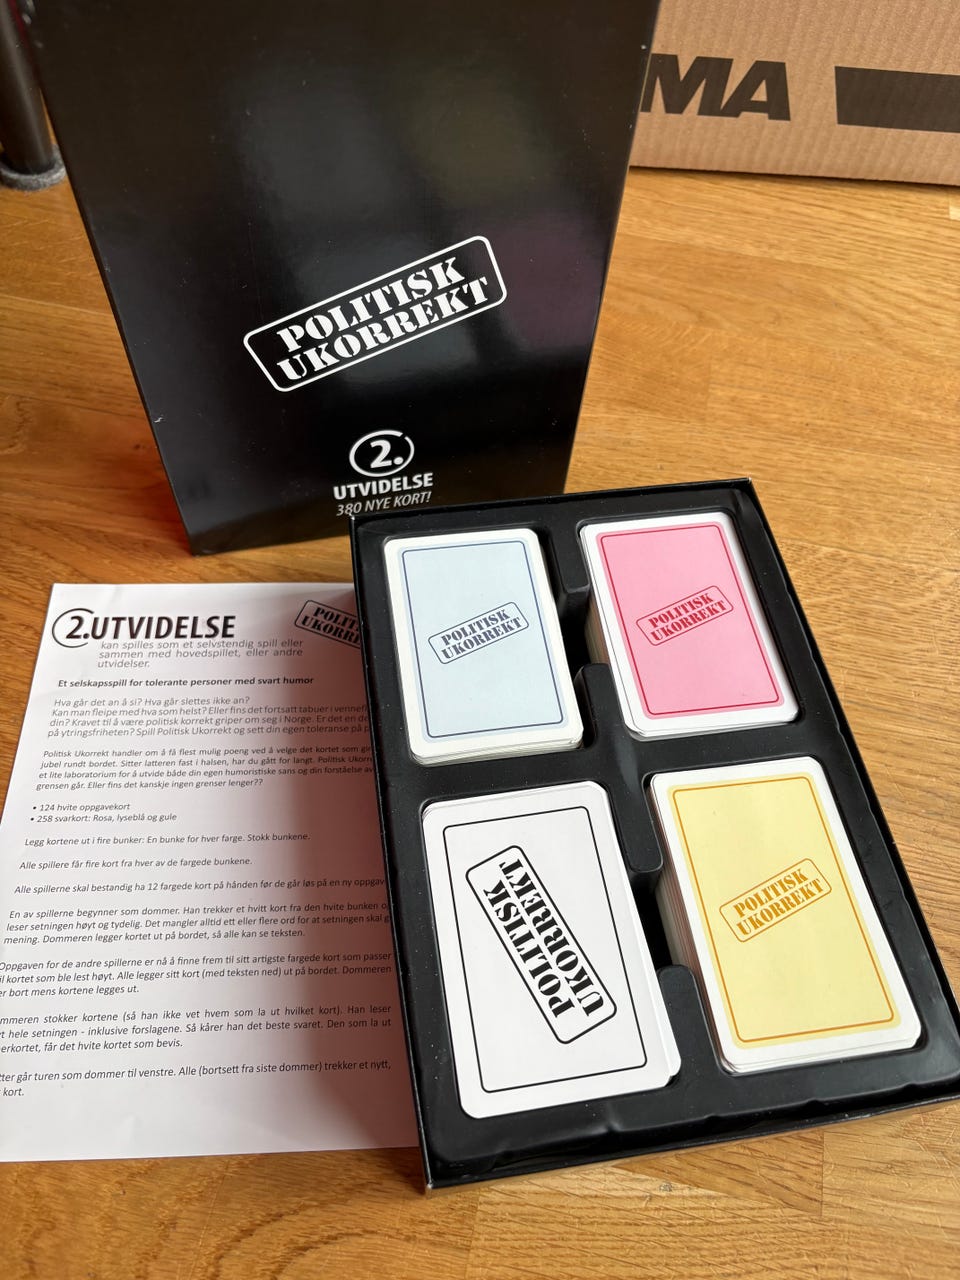 MA
POLITISK
UKORREKT
2.
UTVIDELSE
380 NYE KORT!
POLITISK
UKORREKT
POLITISK
UKORREKT
POLITISK
UKORREKT
POLITISK
UKORREKT
2.UTVIDELSE
POLITISK
kan spilles som et selvstendig spill eller
sammen med hovedspillet, eller andre
utvidelser.
Et selskapsspill for tolerante personer med svart humor
Hva går det an å si? Hva går slettes ikke an?
Kan man fleipe med hva som helst? Eller fins det fortsatt tabuer i
din? Kravet til å være politisk korrekt griper om seg i Norge. Er det en
på ytringsfriheten? Spill Politisk Ukorrekt og sett din egen toleranse på
Politisk Ukorrekt handler om å få flest mulig poeng ved å velge det kortet som
jubel rundt bordet. Sitter latteren fast i halsen, har du gått for langt. Politisk
et lite laboratorium for å utvide både din egen humoristiske sans og din forståelse av
grensen går. Eller fins det kanskje ingen grenser lenger??
• 124 hvite oppgavekort
• 258 svarkort: Rosa, lyseblå og gule
Legg kortene ut i fire bunker: En bunke for hver farge. Stokk bunkene.
Alle spillere får fire kort fra hver av de fargede bunkene.
Alle spillerne skal bestandig ha 12 fargede kort på hånden før de går løs på en ny
En av spillerne begynner som dommer. Han trekker et hvitt kort fra den hvite bunken
leser setningen høyt og tydelig. Det mangler alltid ett eller flere ord for at setningen skal
mening. Dommeren legger kortet ut på bordet, så alle kan se teksten.
Oppgaven for de andre spillerne er nå å finne frem til sitt artigste fargede kort som passer
kortet som ble lest høyt. Alle legger sitt kort (med teksten ned) ut på bordet. Dommeren
bort mens kortene legges ut.
mmeren stokker kortene (så han ikke vet hvem som la ut hvilket kort). Han leser
hele setningen - inklusive forslagene. Så kårer han det beste svaret. Den som la ut
erkortet, får det hvite kortet som bevis.
ter går turen som dommer til venstre. Alle (bortsett fra siste dommer) trekker et nytt,
kort.